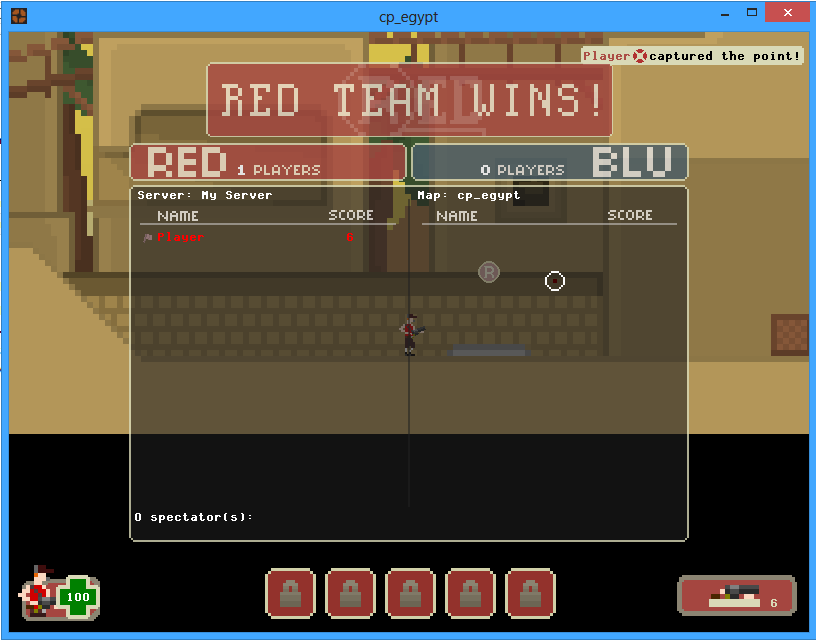 cp_egypt
Player captured the point!
RED TEAM WINS!
RED 1 PLAYERS
0 PLAYERS BLU
Server: My Server
Map: cp_egypt
NAME SCORE
NAME SCORE
Player
R
0 spectator(s):
100
6